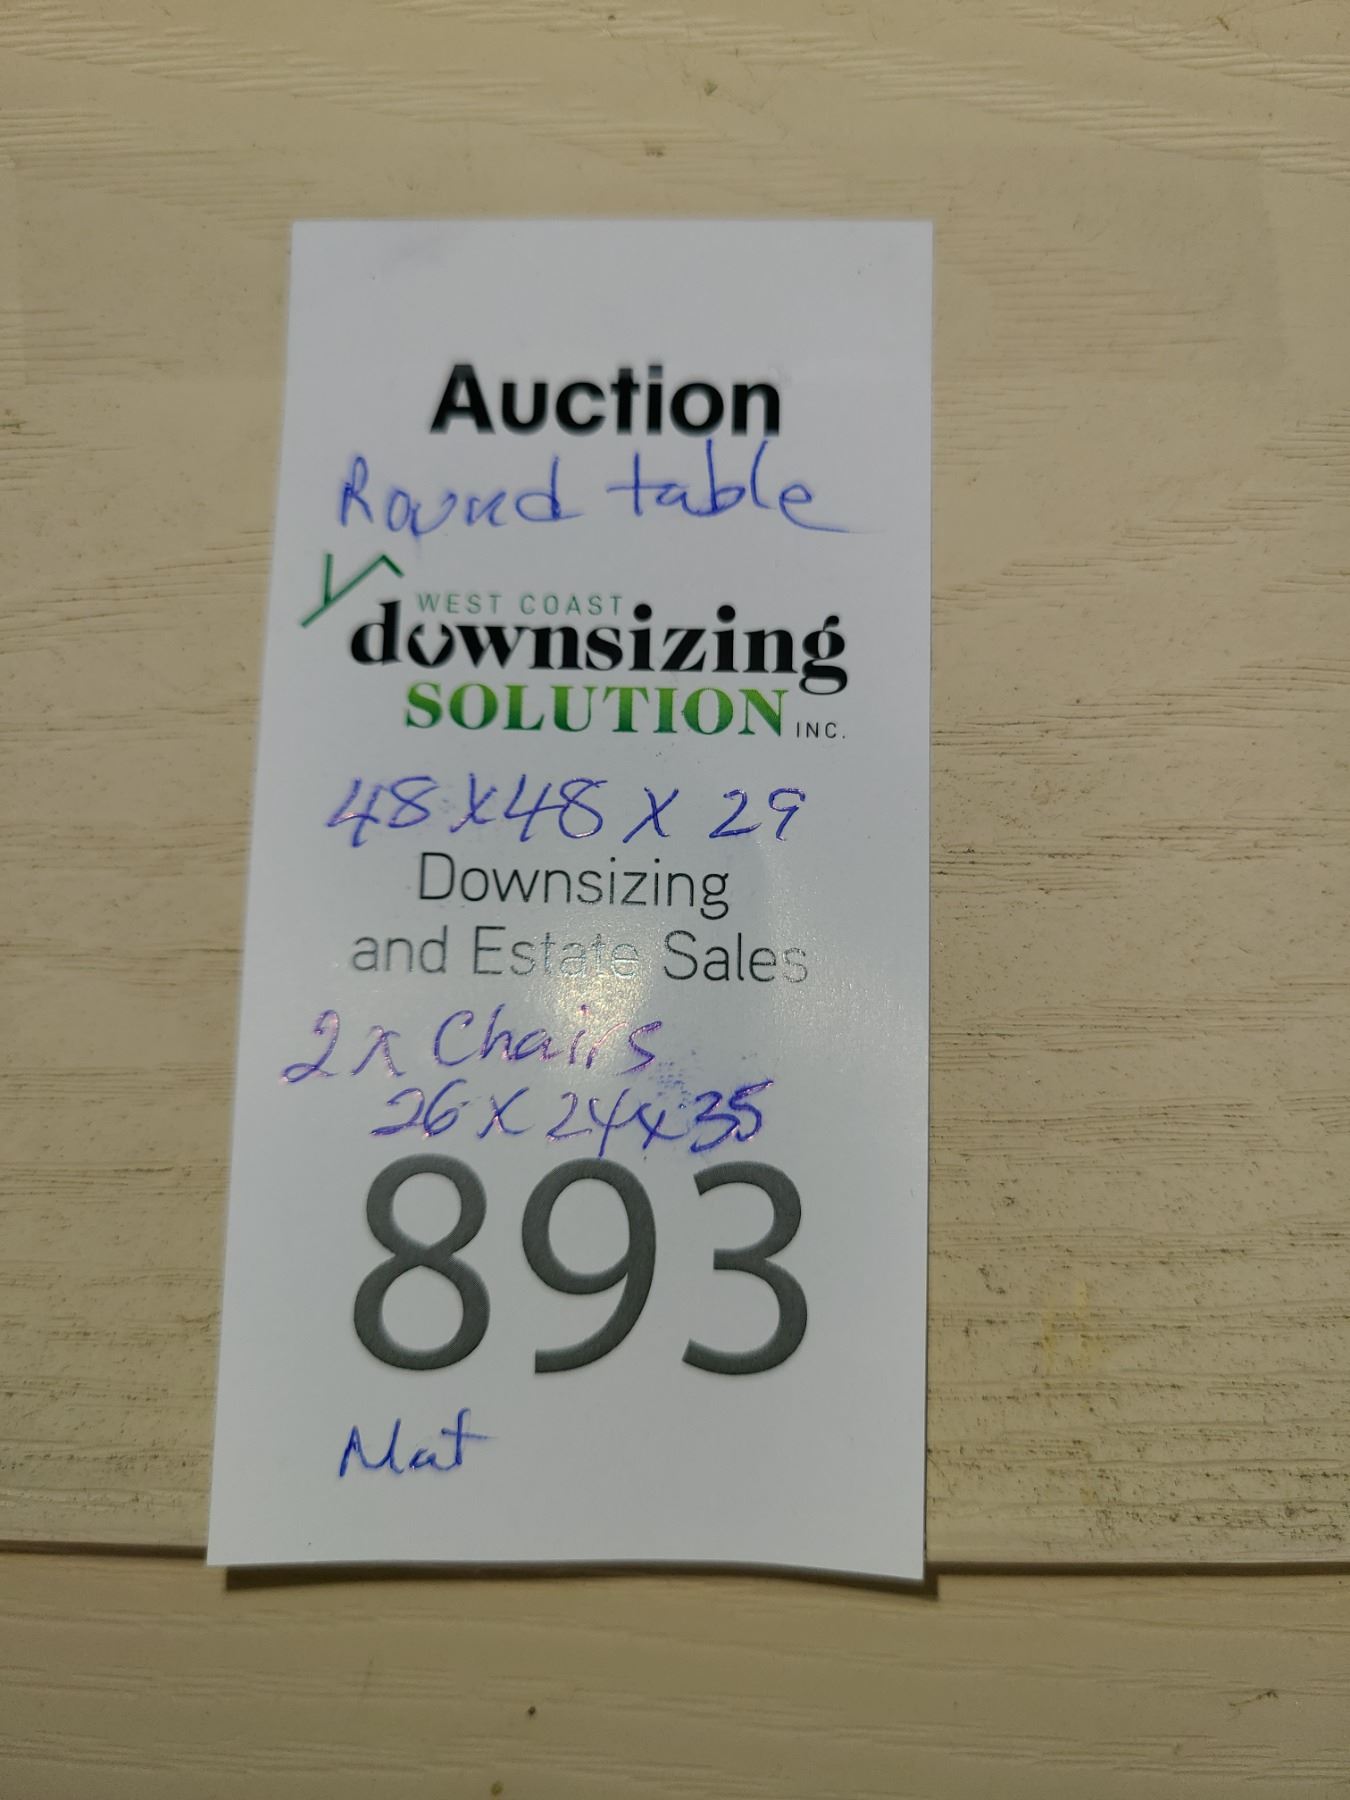 Auction
Round table
WEST COAST
downsizing
SOLUTION INC.
48 x 48 x 29
Downsizing
and Estate Sales
2x Chairs
26 x 24 x 35
893
Mat